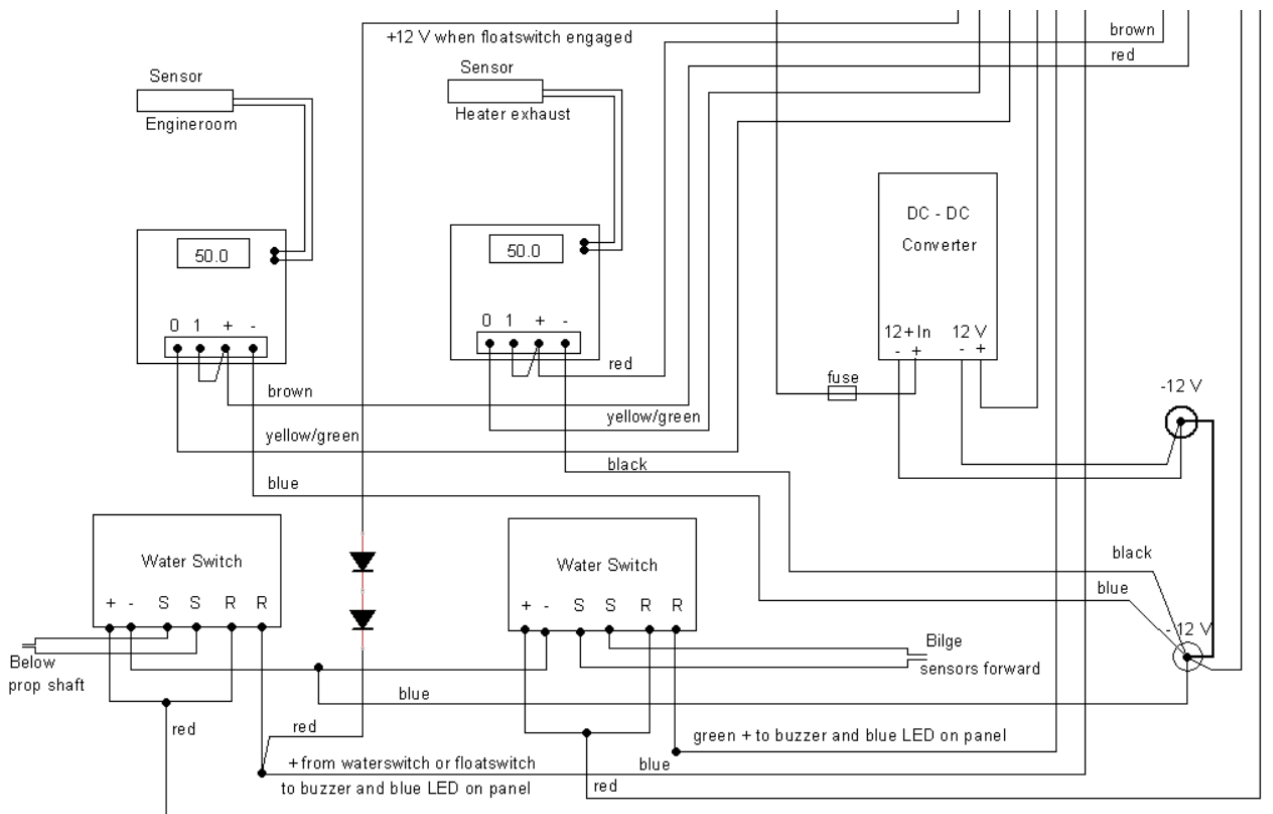 +12 V when floatswitch engaged
brown
red
Sensor
Engineroom
Sensor
Heater exhaust
DC - DC
Converter
50.0
50.0
0 1 + -
0 1 + -
12+In 12 V
- + - +
fuse
-12 V
red
brown
yellow/green
yellow/green
black
blue
Water Switch
+ - S S R R
Water Switch
+ - S S R R
black
blue
- 12 V
Below
prop shaft
Bilge
sensors forward
blue
red
red
green + to buzzer and blue LED on panel
+ from waterswitch or floatswitch
to buzzer and blue LED on panel
blue
red